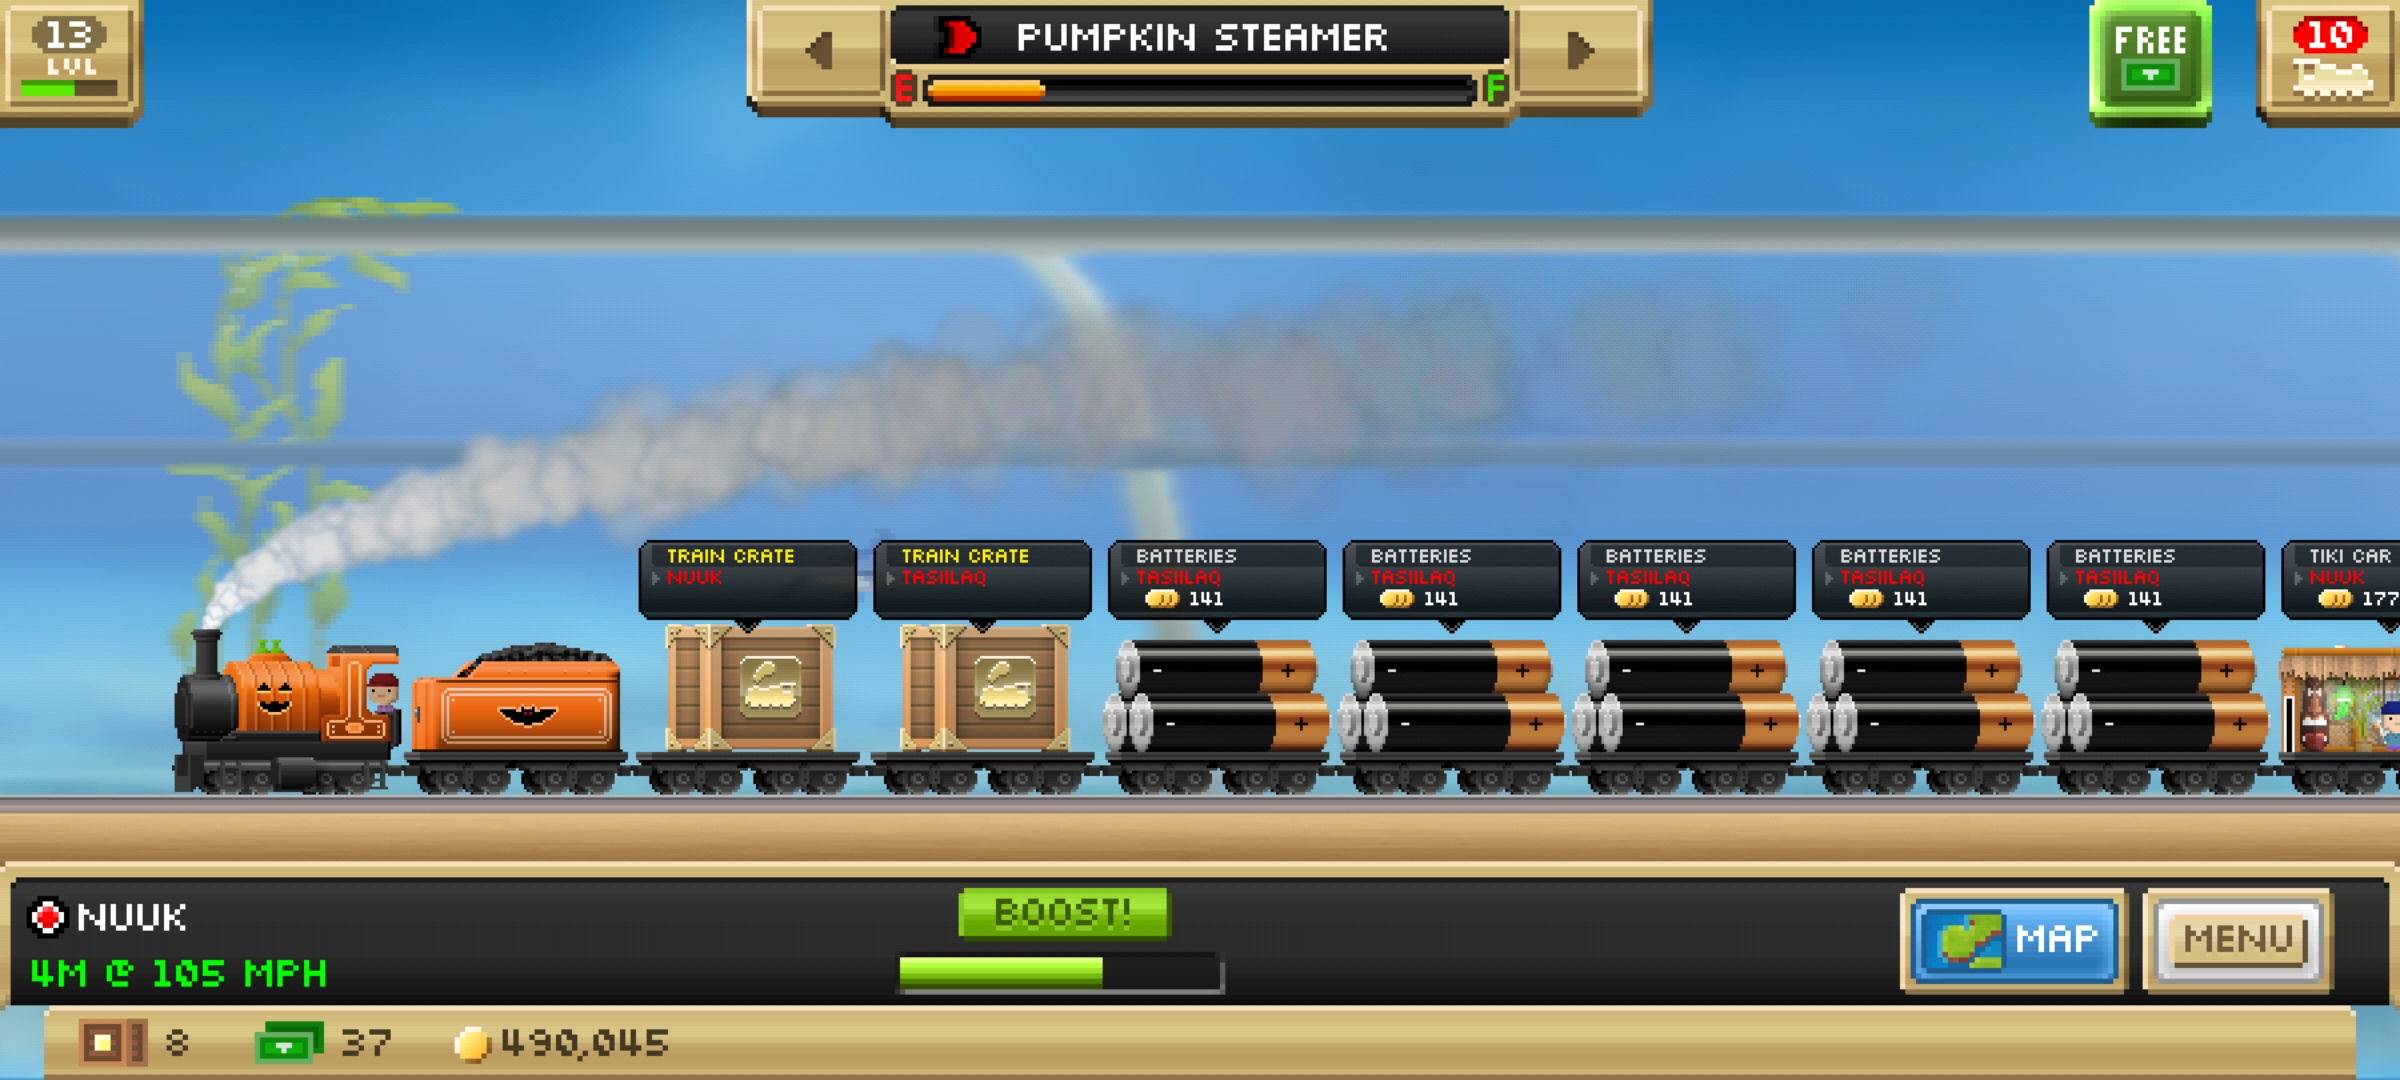 13
LVL
PUMPKIN STEAMER
E F
FREE
10
TRAIN CRATE
NUUK
TRAIN CRATE
TASIILAQ
BATTERIES
TASIILAQ
141
BATTERIES
TASIILAQ
141
BATTERIES
TASIILAQ
141
BATTERIES
TASIILAQ
141
BATTERIES
TASIILAQ
141
TIKI CAR
NUUK
177
- +
- +
- +
- +
- +
- +
- +
- +
- +
- +
NUUK
4M @ 105 MPH
BOOST!
MAP
MENU
8
37
490,045